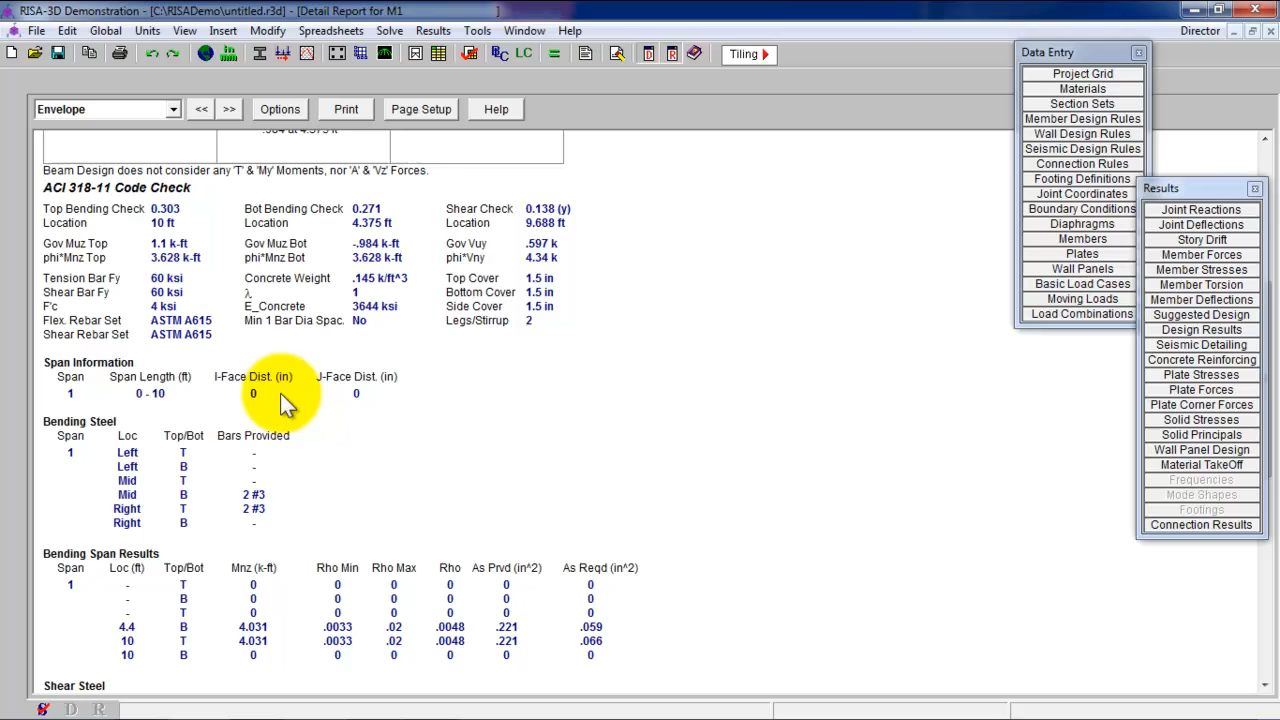 RISA-3D Demonstration - [C:\RISADemo\untitled.r3d] - [Detail Report for M1 ]
File Edit Global Units View Insert Modify Spreadsheets Solve Results Tools Window Help Director
LC Tiling
Envelope << >> Options Print Page Setup Help
Beam Design does not consider any 'T' & 'My' Moments, nor 'A' & 'Vz' Forces.
ACI 318-11 Code Check
Top Bending Check 0.303 Bot Bending Check 0.271 Shear Check 0.138 (y)
Location 10 ft Location 4.375 ft Location 9.688 ft
Gov Muz Top 1.1 k-ft Gov Muz Bot -.984 k-ft Gov Vuy .597 k
phi*Mnz Top 3.628 k-ft phi*Mnz Bot 3.628 k-ft phi*Vny 4.34 k
Tension Bar Fy 60 ksi Concrete Weight .145 k/ft^3 Top Cover 1.5 in
Shear Bar Fy 60 ksi λ 1 Bottom Cover 1.5 in
F'c 4 ksi E_Concrete 3644 ksi Side Cover 1.5 in
Flex. Rebar Set ASTM A615 Min 1 Bar Dia Spac. No Legs/Stirrup 2
Shear Rebar Set ASTM A615
Span Information
Span Span Length (ft) I-Face Dist. (in) J-Face Dist. (in)
1 0 - 10 0 0
Bending Steel
Span Loc Top/Bot Bars Provided
1 Left T -
Left B -
Mid T -
Mid B 2 #3
Right T 2 #3
Right B -
Bending Span Results
Span Loc (ft) Top/Bot Mnz (k-ft) Rho Min Rho Max Rho As Prvd (in^2) As Reqd (in^2)
1 - T 0 0 0 0 0 0
- B 0 0 0 0 0 0
- T 0 0 0 0 0 0
4.4 B 4.031 .0033 .02 .0048 .221 .059
10 T 4.031 .0033 .02 .0048 .221 .066
10 B 0 0 0 0 0 0
Shear Steel
Data Entry
Project Grid
Materials
Section Sets
Member Design Rules
Wall Design Rules
Seismic Design Rules
Connection Rules
Footing Definitions
Joint Coordinates
Boundary Conditions
Diaphragms
Members
Plates
Wall Panels
Basic Load Cases
Moving Loads
Load Combinations
Results
Joint Reactions
Joint Deflections
Story Drift
Member Forces
Member Stresses
Member Torsion
Member Deflections
Suggested Design
Design Results
Seismic Detailing
Concrete Reinforcing
Plate Stresses
Plate Forces
Plate Corner Forces
Solid Stresses
Solid Principals
Wall Panel Design
Material TakeOff
Frequencies
Mode Shapes
Footings
Connection Results
D R